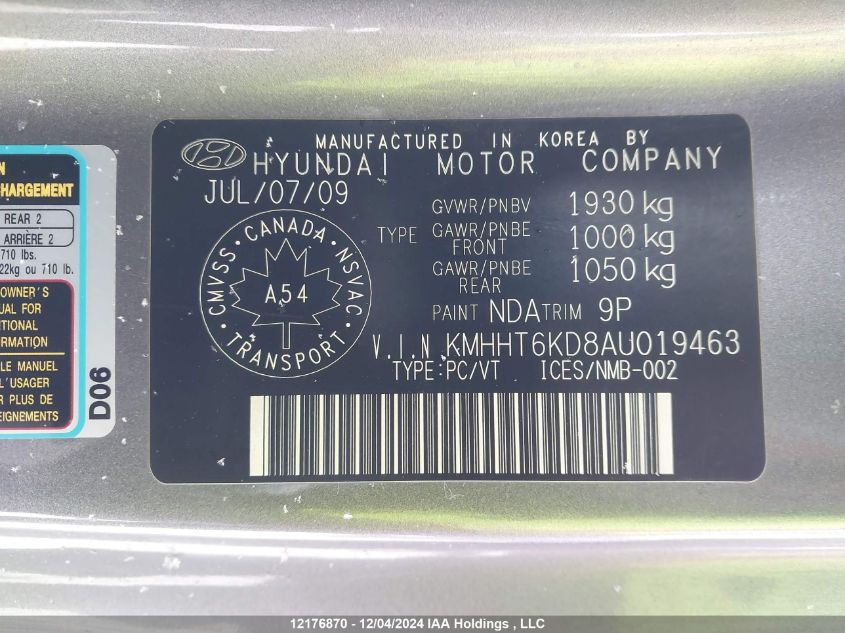 MANUFACTURED IN KOREA BY
HYUNDAI MOTOR COMPANY
JUL/07/09
GVWR/PNBV 1930 kg
TYPE GAWR/PNBE FRONT 1000 kg
GAWR/PNBE REAR 1050 kg
PAINT NDA TRIM 9P
CMVSS · CANADA · NSVAC · TRANSPORT ·
A54
V.I.N KMHHT6KD8AU019463
TYPE:PC/VT ICES/NMB-002
N
CHARGEMENT
REAR 2
ARRIÈRE 2
710 lbs.
22kg ou 710 lb.
OWNER'S
UAL FOR
ITIONAL
RMATION
LE MANUEL
L'USAGER
R PLUS DE
EIGNEMENTS
D06
12176870 - 12/04/2024 IAA Holdings , LLC